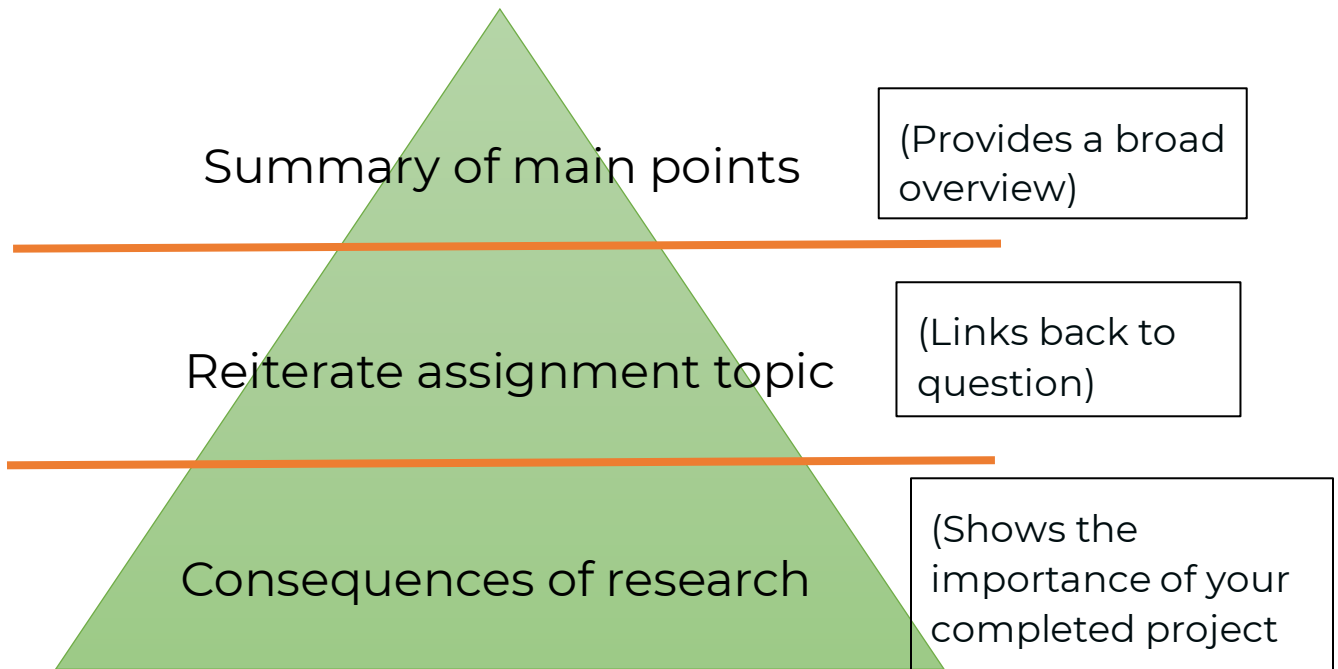 Summary of main points
(Provides a broad
overview)
Reiterate assignment topic
(Links back to
question)
Consequences of research
(Shows the
importance of your
completed project